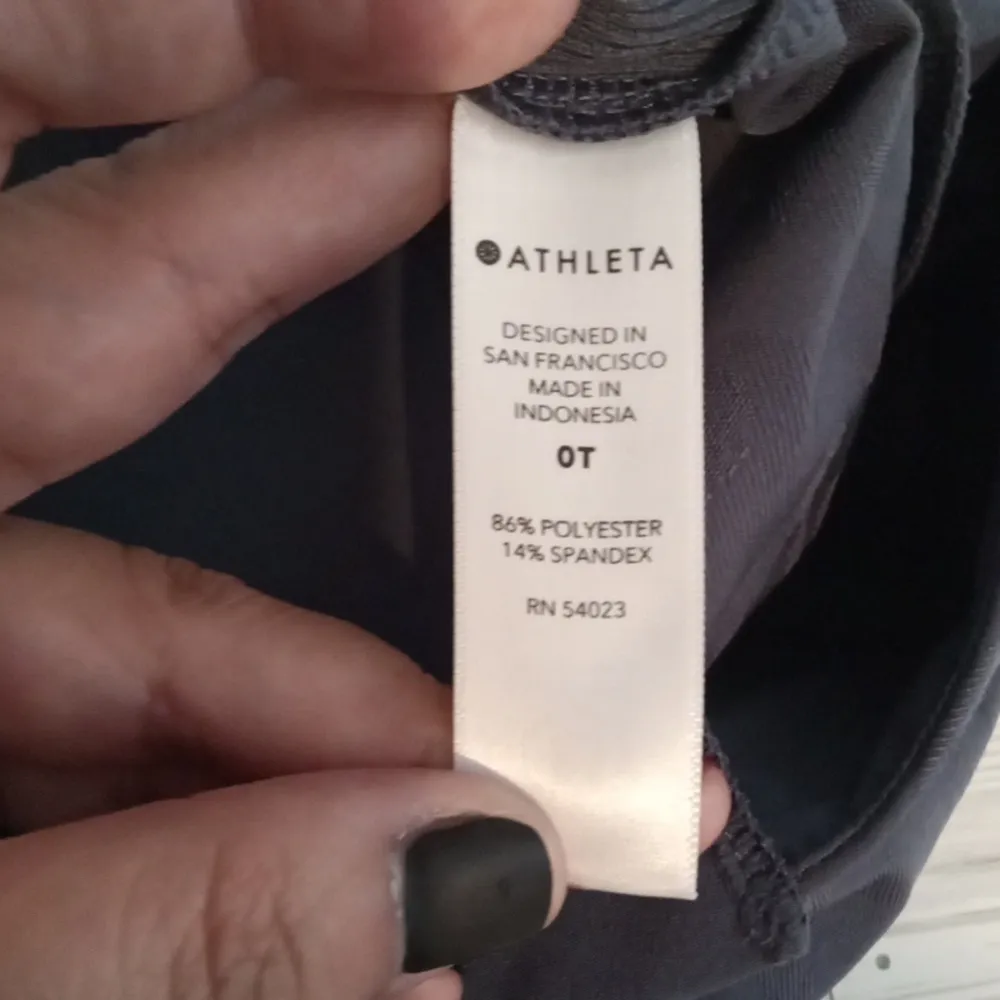 ATHLETA
DESIGNED IN
SAN FRANCISCO
MADE IN
INDONESIA
0T
86% POLYESTER
14% SPANDEX
RN 54023